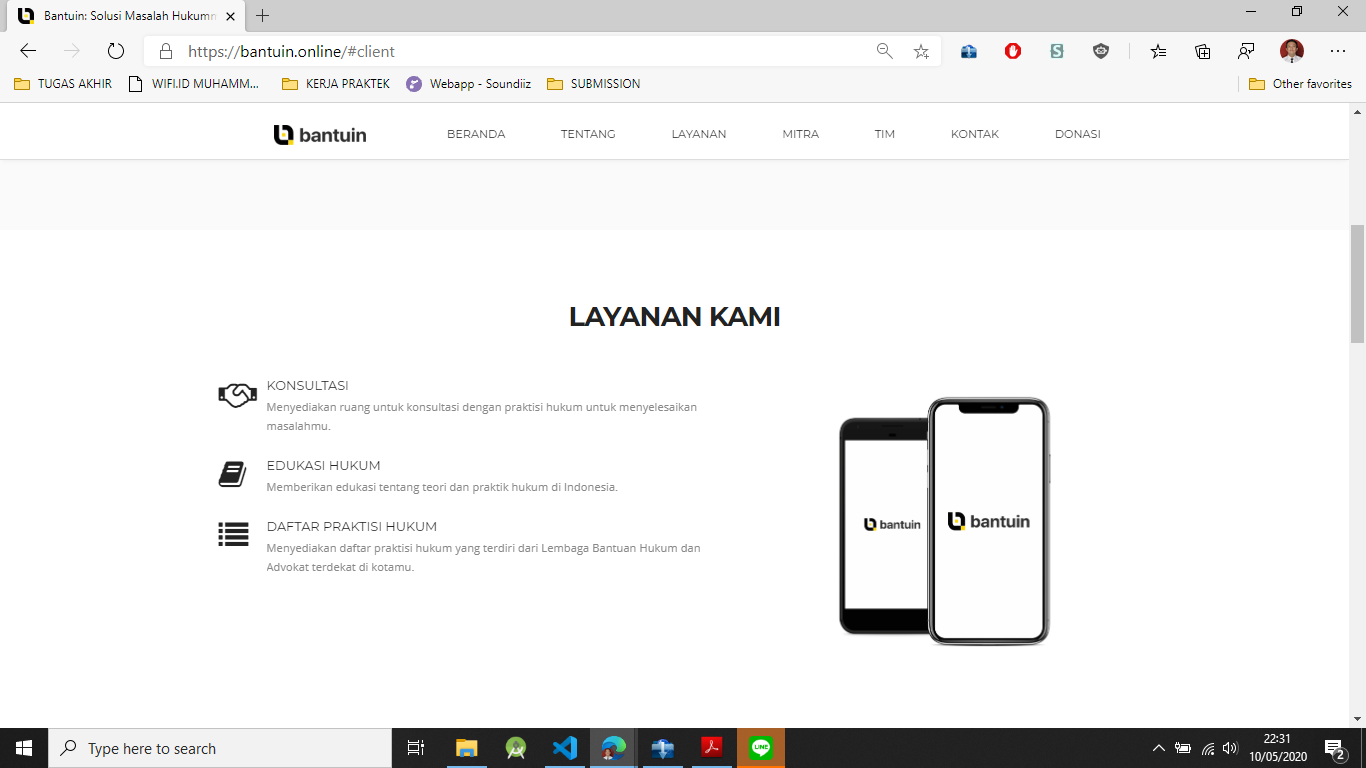 Bantuin: Solusi Masalah Hukumm
https://bantuin.online/#client
TUGAS AKHIR
WIFI.ID MUHAMM...
KERJA PRAKTEK
Webapp - Soundiiz
SUBMISSION
Other favorites
bantuin
BERANDA
TENTANG
LAYANAN
MITRA
TIM
KONTAK
DONASI
LAYANAN KAMI
KONSULTASI
Menyediakan ruang untuk konsultasi dengan praktisi hukum untuk menyelesaikan
masalahmu.
EDUKASI HUKUM
Memberikan edukasi tentang teori dan praktik hukum di Indonesia.
DAFTAR PRAKTISI HUKUM
Menyediakan daftar praktisi hukum yang terdiri dari Lembaga Bantuan Hukum dan
Advokat terdekat di kotamu.
bantuin
bantuin
Type here to search
LINE
22:31
10/05/2020
2